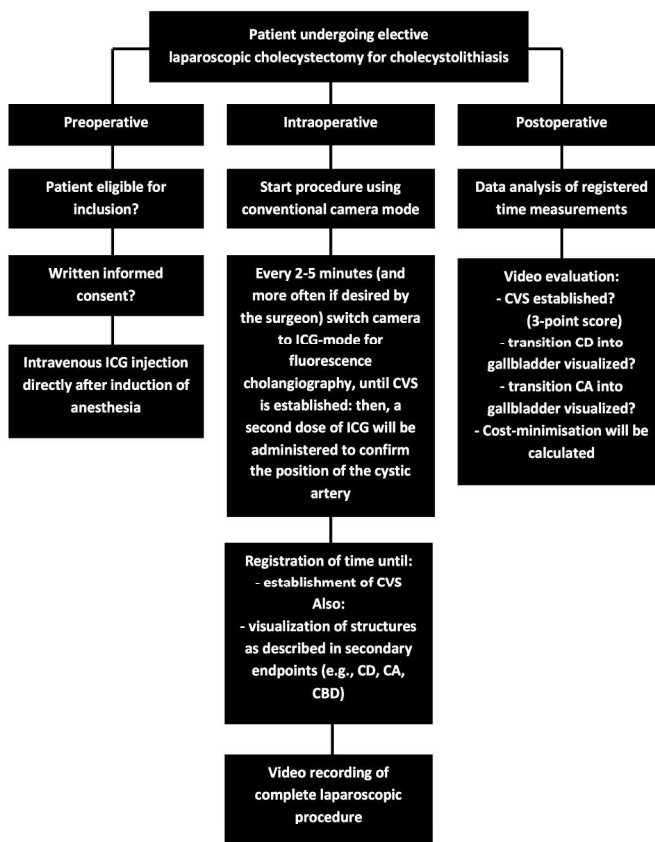 Patient undergoing elective
laparoscopic cholecystectomy for cholecystolithiasis
Preoperative
Patient eligible for
inclusion?
Written informed
consent?
Intravenous ICG injection
directly after induction of
anesthesia
Intraoperative
Start procedure using
conventional camera mode
Every 2-5 minutes (and
more often if desired by
the surgeon) switch camera
to ICG-mode for
fluorescence
cholangiography, until CVS
is established: then, a
second dose of ICG will be
administered to confirm
the position of the cystic
artery
Registration of time until:
- establishment of CVS
Also:
- visualization of structures
as described in secondary
endpoints (e.g., CD, CA,
CBD)
Video recording of
complete laparoscopic
procedure
Postoperative
Data analysis of registered
time measurements
Video evaluation:
- CVS established?
(3-point score)
- transition CD into
gallbladder visualized?
- transition CA into
gallbladder visualized?
- Cost-minimisation will be
calculated